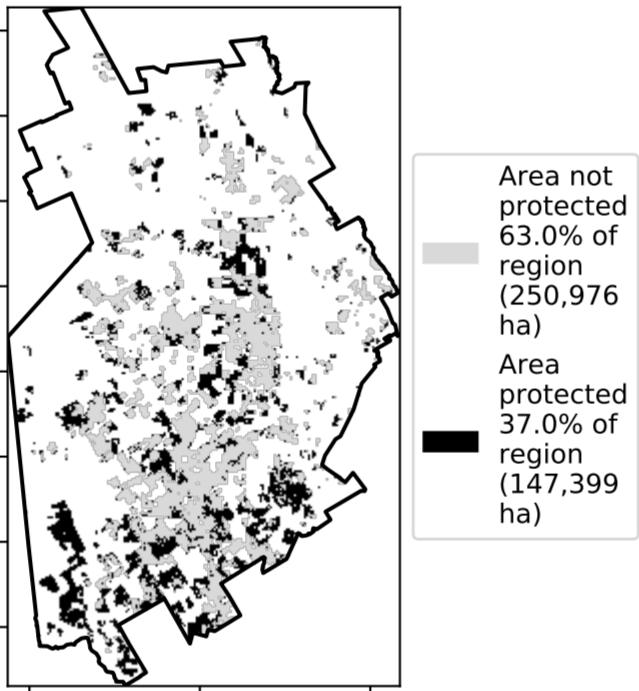 Area not
protected
63.0% of
region
(250,976
ha)
Area
protected
37.0% of
region
(147,399
ha)